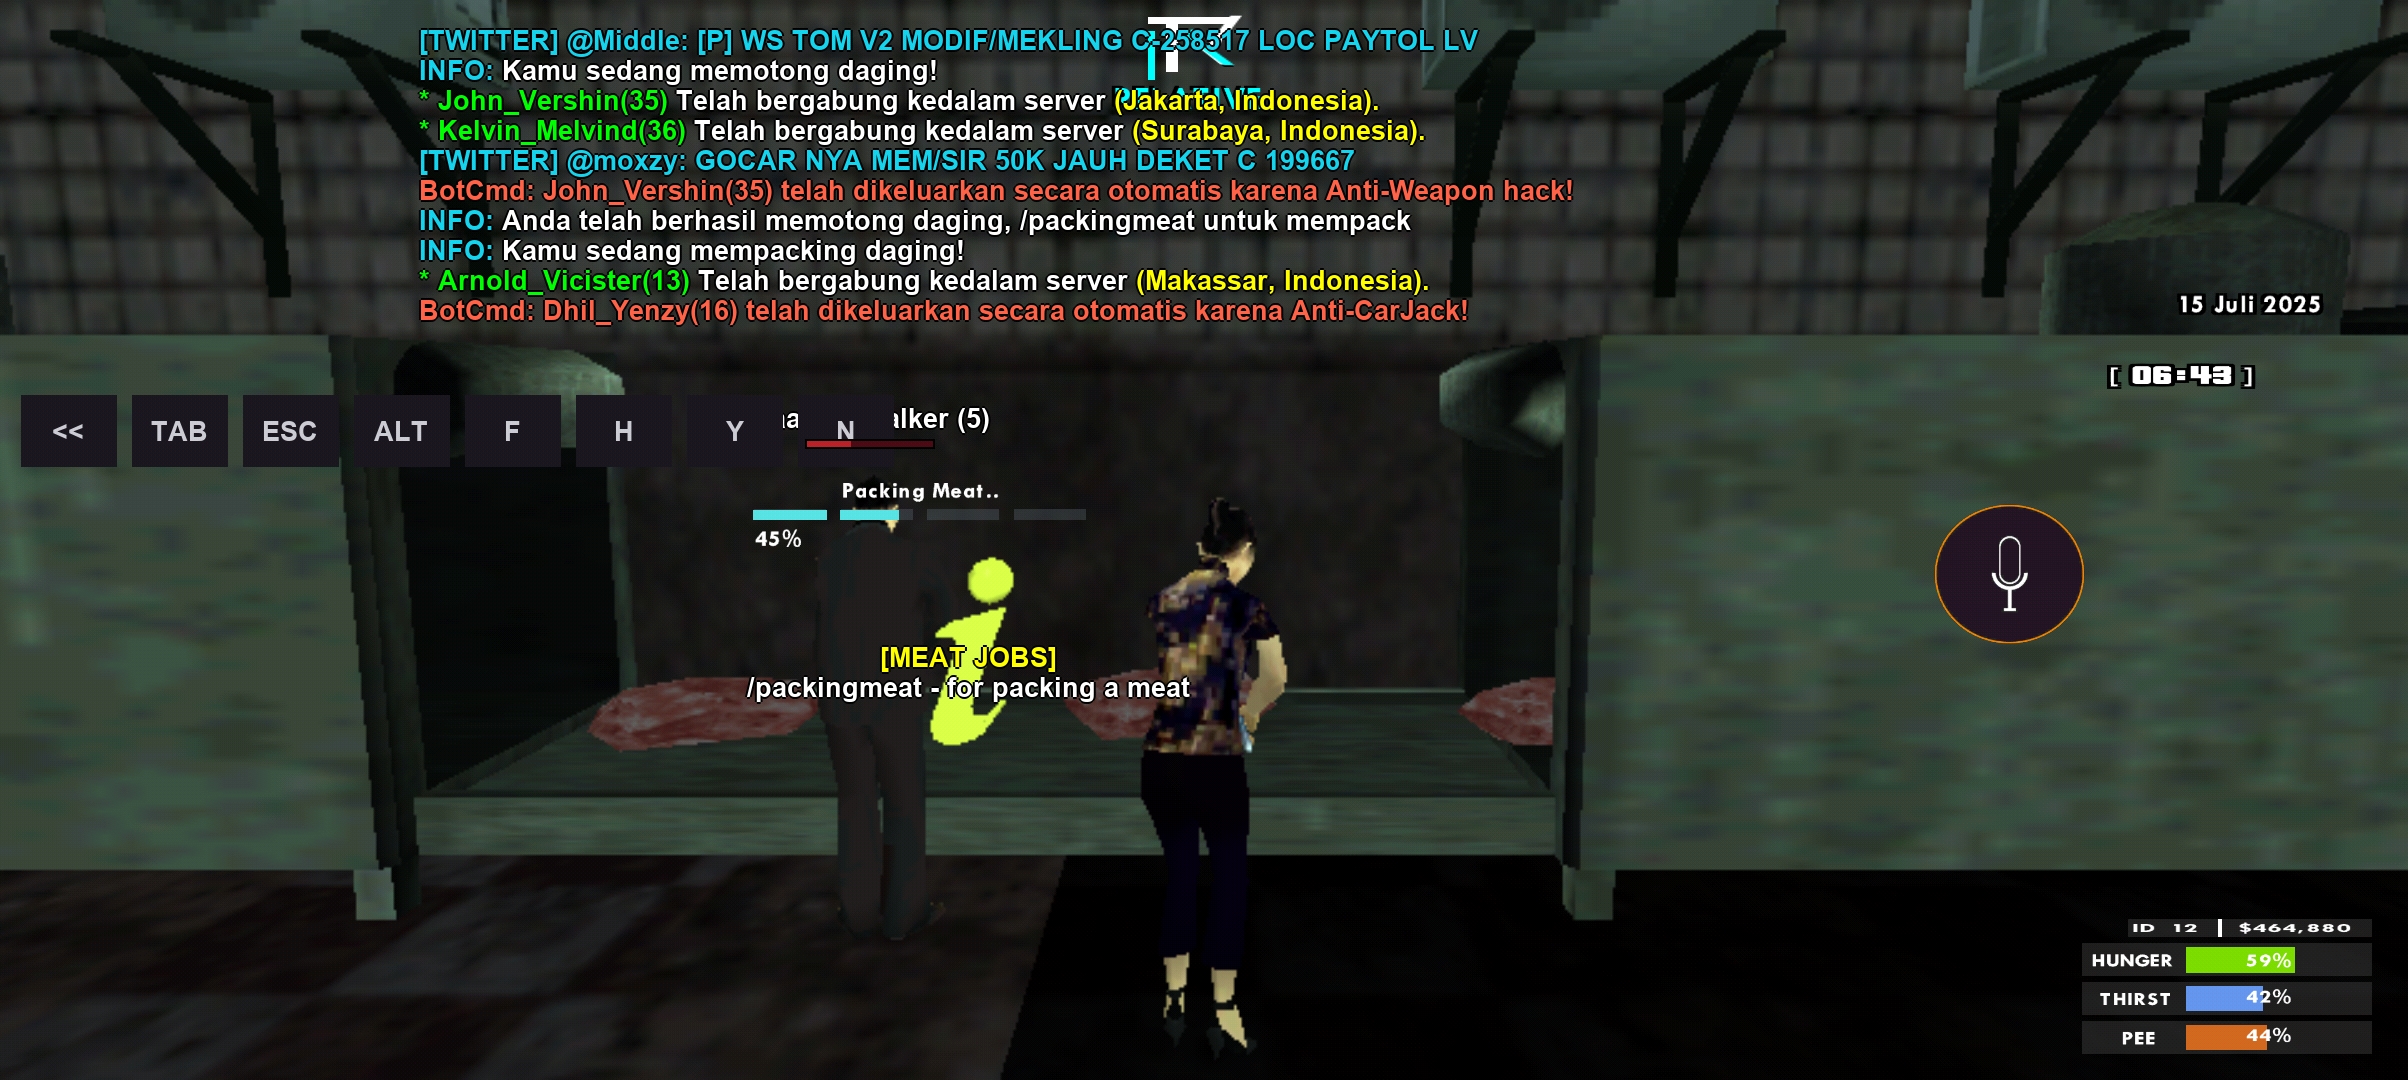 [TWITTER] @Middle: [P] WS TOM V2 MODIF/MEKLING C-258517 LOC PAYTOL LV
INFO: Kamu sedang memotong daging!
* John_Vershin(35) Telah bergabung kedalam server (Jakarta, Indonesia).
* Kelvin_Melvind(36) Telah bergabung kedalam server (Surabaya, Indonesia).
[TWITTER] @moxzy: GOCAR NYA MEM/SIR 50K JAUH DEKET C 199667
BotCmd: John_Vershin(35) telah dikeluarkan secara otomatis karena Anti-Weapon hack!
INFO: Anda telah berhasil memotong daging, /packingmeat untuk mempack
INFO: Kamu sedang mempacking daging!
* Arnold_Vicister(13) Telah bergabung kedalam server (Makassar, Indonesia).
BotCmd: Dhil_Yenzy(16) telah dikeluarkan secara otomatis karena Anti-CarJack!
15 Juli 2025
[ 06:43 ]
<< TAB ESC ALT F H Y N
(5)
Packing Meat..
45%
[MEAT JOBS]
/packingmeat - for packing a meat
ID 12 | $464,880
HUNGER 59%
THIRST 42%
PEE 44%